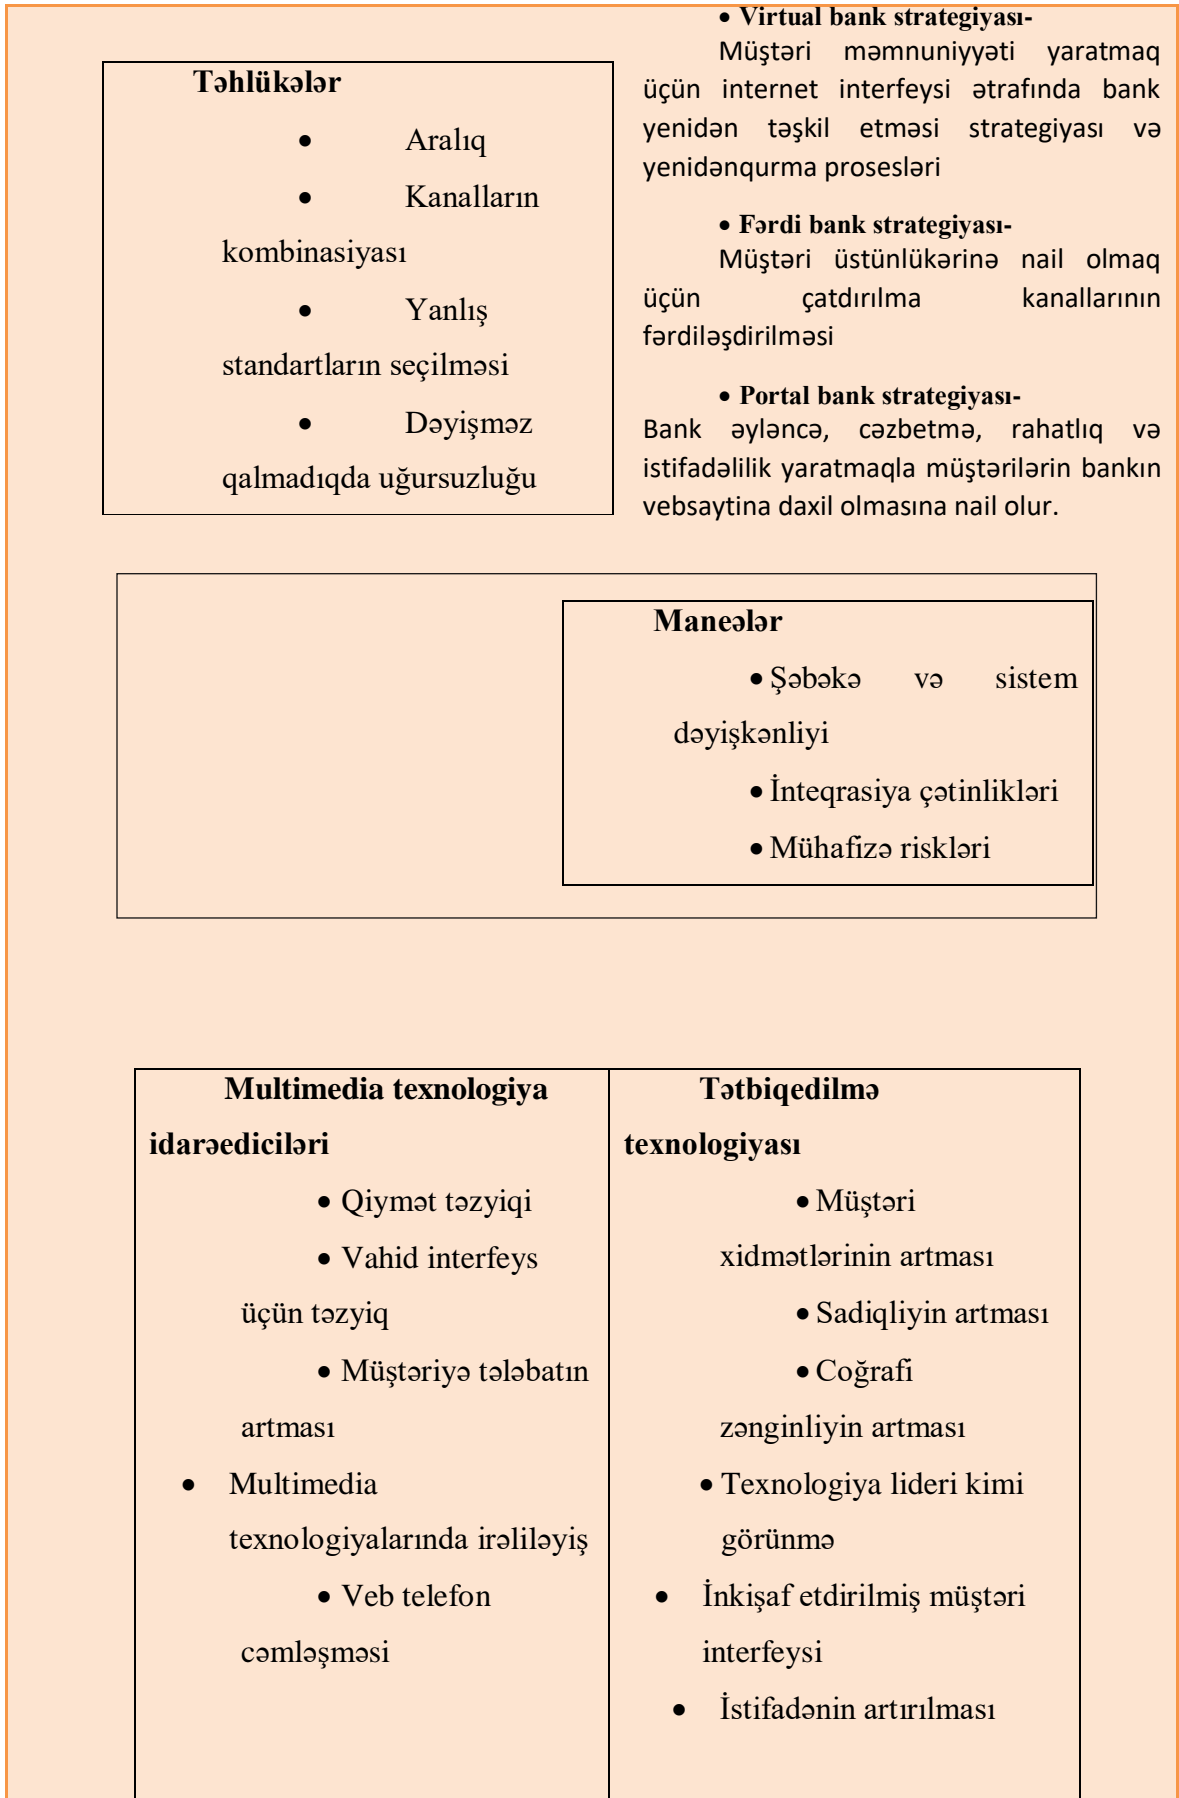 Təhlükələr
• Aralıq
• Kanalların
kombinasiyası
• Yanlış
standartların seçilməsi
• Dəyişməz
qalmadıqda uğursuzluğu
• Virtual bank strategiyası-
Müştəri məmnuniyyəti yaratmaq
üçün internet interfeysi ətrafında bank
yenidən təşkil etməsi strategiyası və
yenidənqurma prosesləri
• Fərdi bank strategiyası-
Müştəri üstünlükərinə nail olmaq
üçün çatdırılma kanallarının
fərdiləşdirilməsi
• Portal bank strategiyası-
Bank əyləncə, cəzbetmə, rahatlıq və
istifadəlilik yaratmaqla müştərilərin bankın
vebsaytina daxil olmasına nail olur.
Maneələr
• Şəbəkə və sistem
dəyişkənliyi
• İnteqrasiya çətinlikləri
• Mühafizə riskləri
Multimedia texnologiya
idarəediciləri
• Qiymət təzyiqi
• Vahid interfeys
üçün təzyiq
• Müştəriyə tələbatın
artması
• Multimedia
texnologiyalarında irəliləyiş
• Veb telefon
cəmləşməsi
Tətbiqedilmə
texnologiyası
• Müştəri
xidmətlərinin artması
• Sadiqliyin artması
• Coğrafi
zənginliyin artması
• Texnologiya lideri kimi
görünmə
• İnkişaf etdirilmiş müştəri
interfeysi
• İstifadənin artırılması